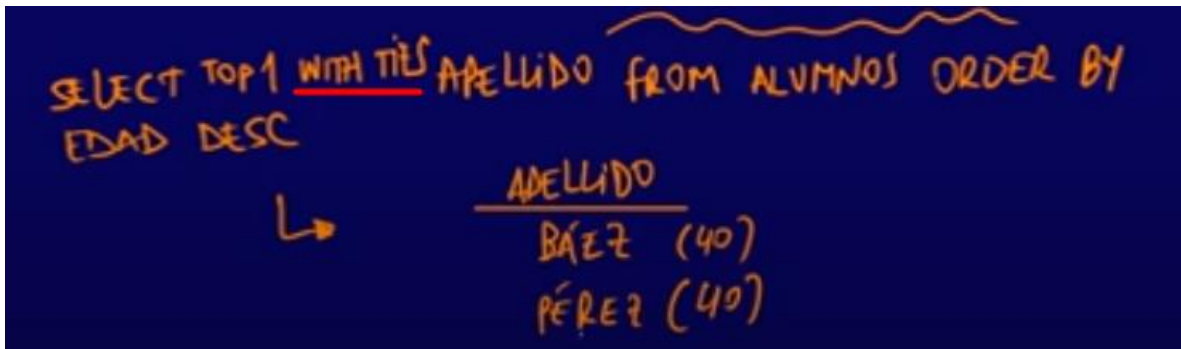 SELECT TOP 1 WITH TIES APELLIDO FROM ALUMNOS ORDER BY
EDAD DESC
APELLIDO
BÁEZ (40)
PÉREZ (40)